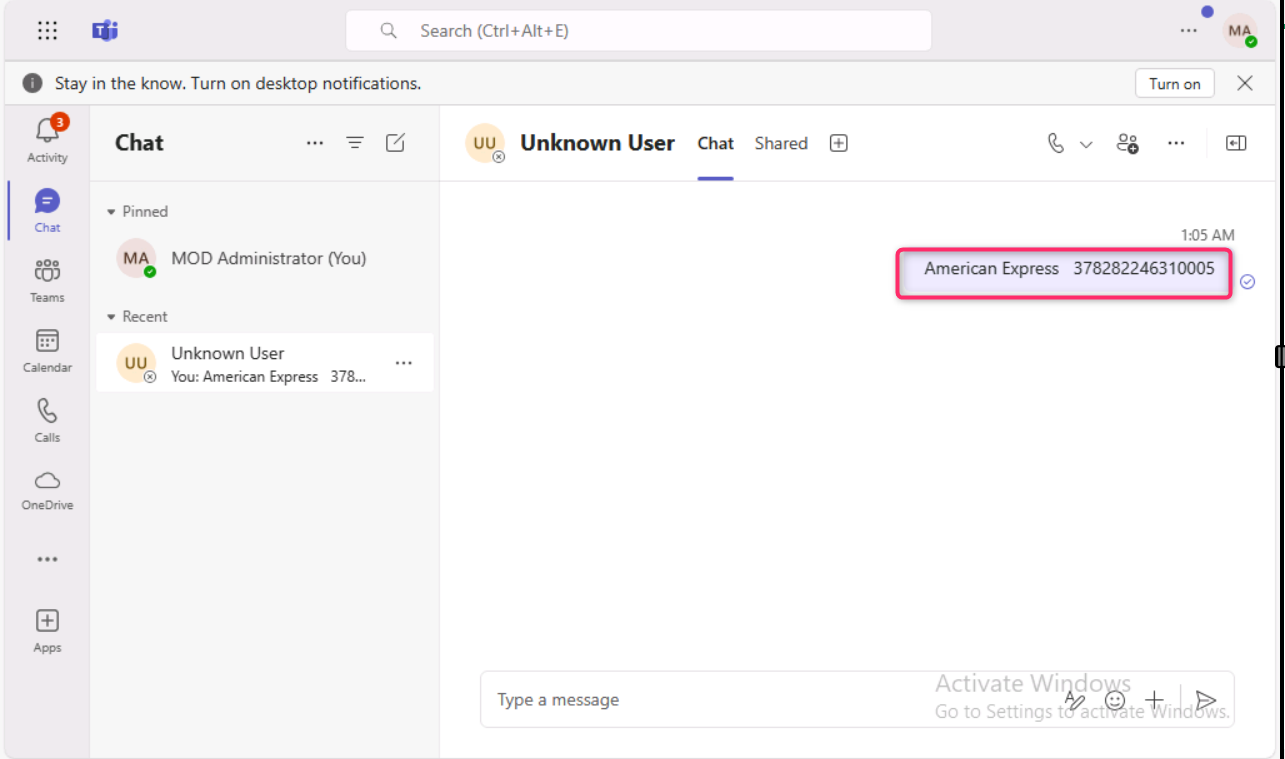 Search (Ctrl+Alt+E)
MA
Stay in the know. Turn on desktop notifications.
Turn on
3
Activity
Chat
Teams
Calendar
Calls
OneDrive
Apps
Chat
Pinned
MA
MOD Administrator (You)
Recent
UU
Unknown User
You: American Express 378...
UU
Unknown User
Chat
Shared
1:05 AM
American Express 378282246310005
Type a message
Activate Windows
Go to Settings to activate Windows.